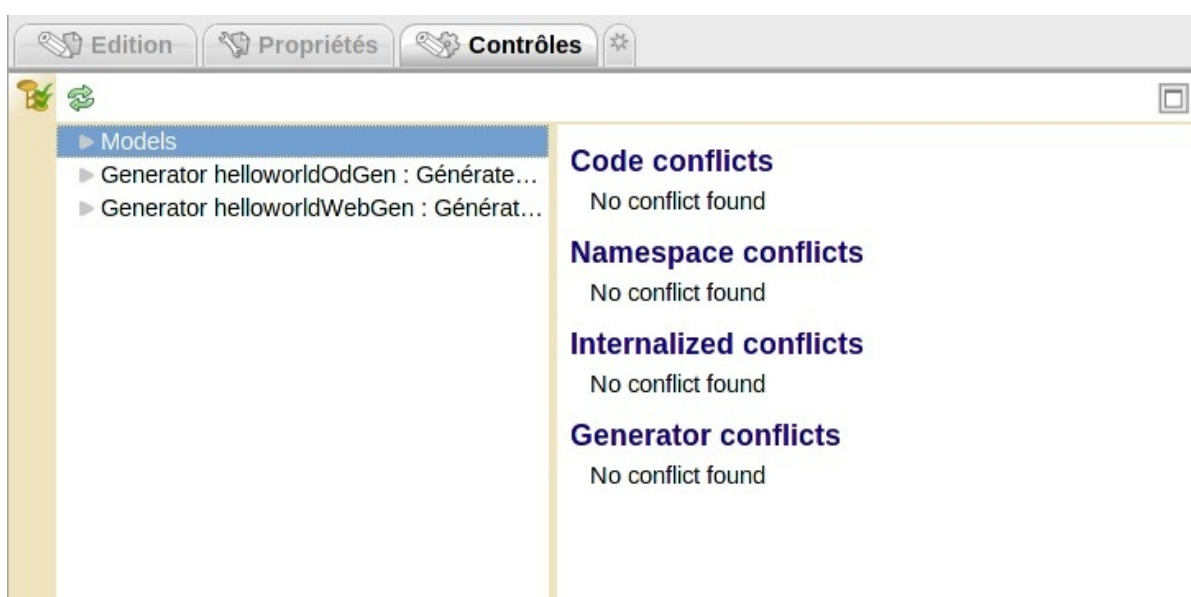 Edition
Propriétés
Contrôles
Models
Generator helloworldOdGen : Générate...
Generator helloworldWebGen : Générat...
Code conflicts
No conflict found
Namespace conflicts
No conflict found
Internalized conflicts
No conflict found
Generator conflicts
No conflict found